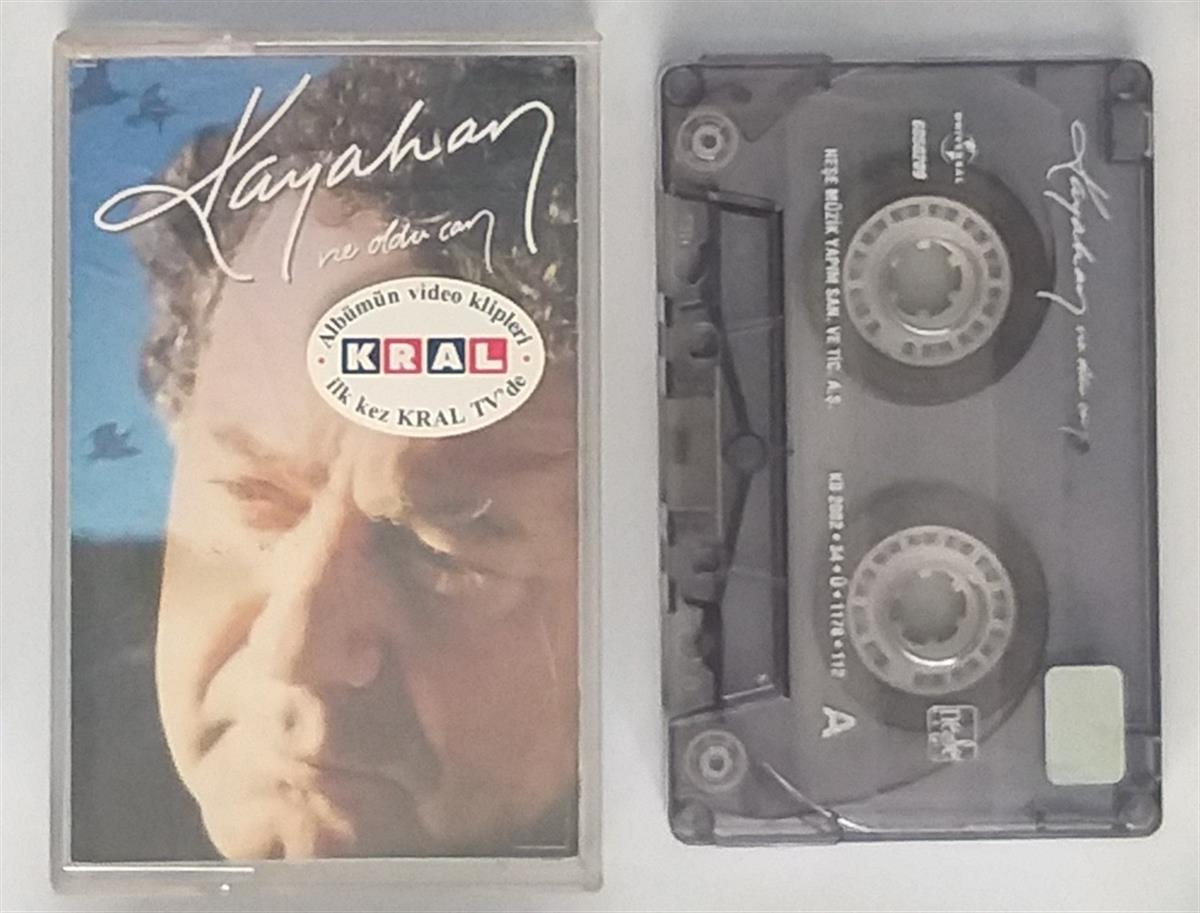 Kayahan
ne oldu can
Albümün video klipleri
KRAL
ilk kez KRAL TV'de
UNIVERSAL
NEŞE MÜZİK YAPIM SAN. VE TİC. A.Ş.
Kayahan ne oldu can
KB 2002•34•Ü•1178•112
A
neşe